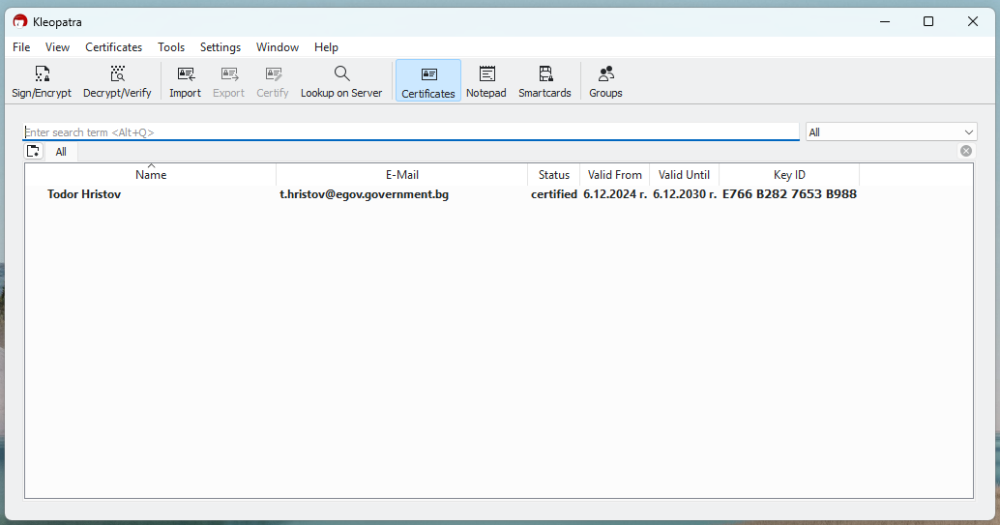 Kleopatra
File View Certificates Tools Settings Window Help
Sign/Encrypt Decrypt/Verify Import Export Certify Lookup on Server Certificates Notepad Smartcards Groups
Enter search term <Alt+Q> All
All
Name E-Mail Status Valid From Valid Until Key ID
Todor Hristov t.hristov@egov.government.bg certified 6.12.2024 г. 6.12.2030 г. E766 B282 7653 B988